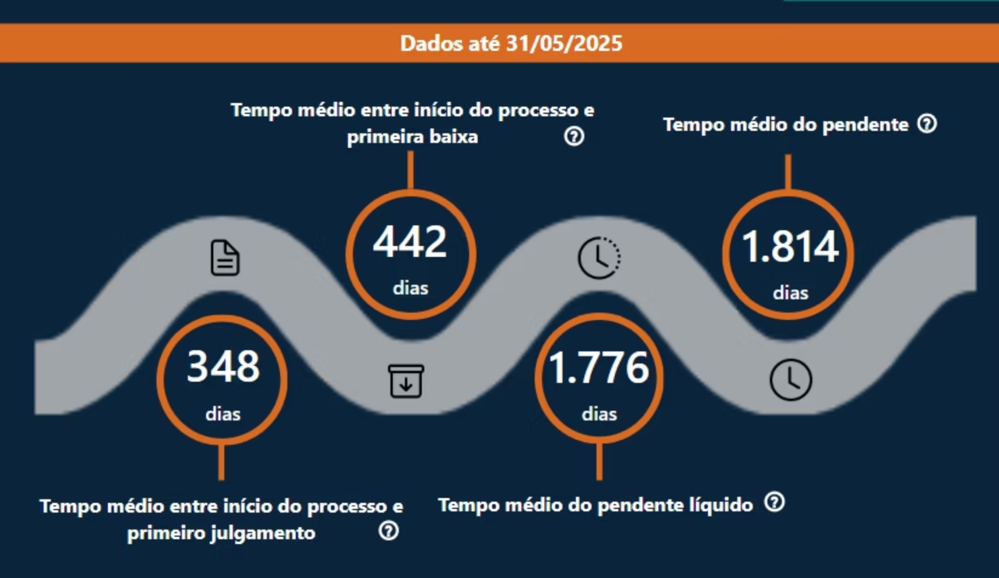 Dados até 31/05/2025
Tempo médio entre início do processo e
primeira baixa
Tempo médio do pendente
442
dias
1.814
dias
348
dias
1.776
dias
Tempo médio entre início do processo e
primeiro julgamento
Tempo médio do pendente líquido